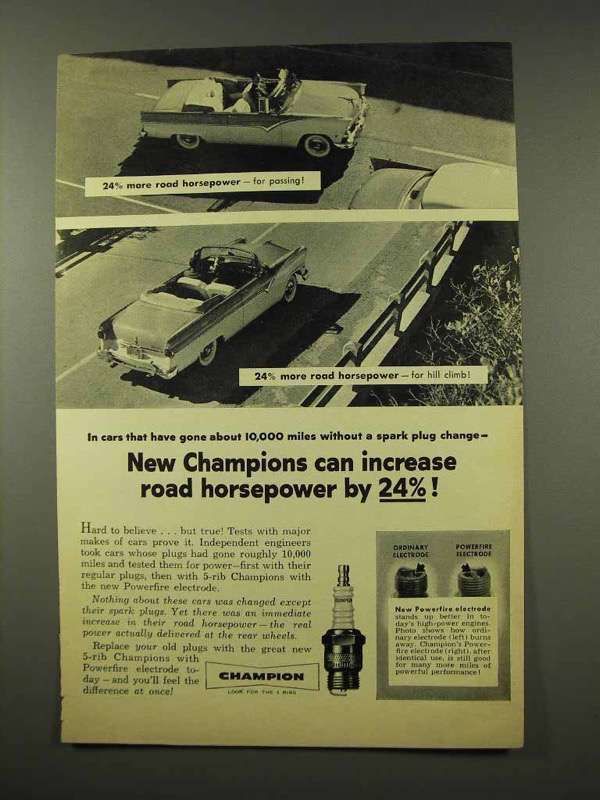 24% more road horsepower — for passing!
24% more road horsepower — for hill climb!
In cars that have gone about 10,000 miles without a spark plug change—
New Champions can increase
road horsepower by 24%!
Hard to believe . . . but true! Tests with major
makes of cars prove it. Independent engineers
took cars whose plugs had gone roughly 10,000
miles and tested them for power—first with their
regular plugs, then with 5-rib Champions with
the new Powerfire electrode.
Nothing about these cars was changed except
their spark plugs. Yet there was an immediate
increase in their road horsepower—the real
power actually delivered at the rear wheels.
Replace your old plugs with the great new
5-rib Champions with
Powerfire electrode to-
day—and you'll feel the
difference at once!
CHAMPION
LOOK FOR THE 5 RIBS
CHAMPION
ORDINARY
ELECTRODE
POWERFIRE
ELECTRODE
New Powerfire electrode
stands up better in to-
day's high-power engines.
Photo shows how ordi-
nary electrode (left) burns
away. Champion's Power-
fire electrode (right), after
identical use, is still good
for many more miles of
powerful performance!